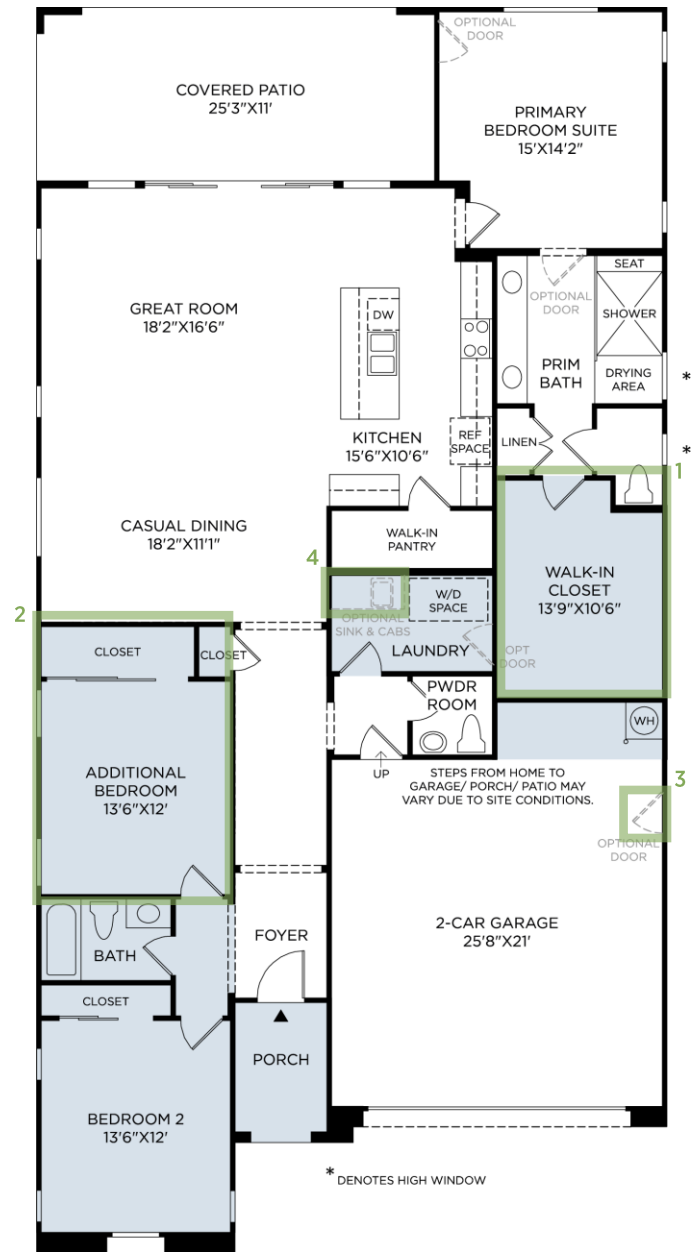 OPTIONAL
DOOR
COVERED PATIO
25'3"X11'
PRIMARY
BEDROOM SUITE
15'X14'2"
GREAT ROOM
18'2"X16'6"
DW
SEAT
OPTIONAL
DOOR
SHOWER
PRIM
BATH
DRYING
AREA
*
KITCHEN
15'6"X10'6"
REF
SPACE
LINEN
*
1
CASUAL DINING
18'2"X11'1"
WALK-IN
PANTRY
WALK-IN
CLOSET
13'9"X10'6"
4
W/D
SPACE
OPTIONAL
SINK & CABS
LAUNDRY
OPT
DOOR
2
CLOSET
CLOSET
PWDR
ROOM
WH
UP
STEPS FROM HOME TO
GARAGE/ PORCH/ PATIO MAY
VARY DUE TO SITE CONDITIONS.
ADDITIONAL
BEDROOM
13'6"X12'
3
OPTIONAL
DOOR
2-CAR GARAGE
25'8"X21'
FOYER
BATH
CLOSET
PORCH
BEDROOM 2
13'6"X12'
* DENOTES HIGH WINDOW